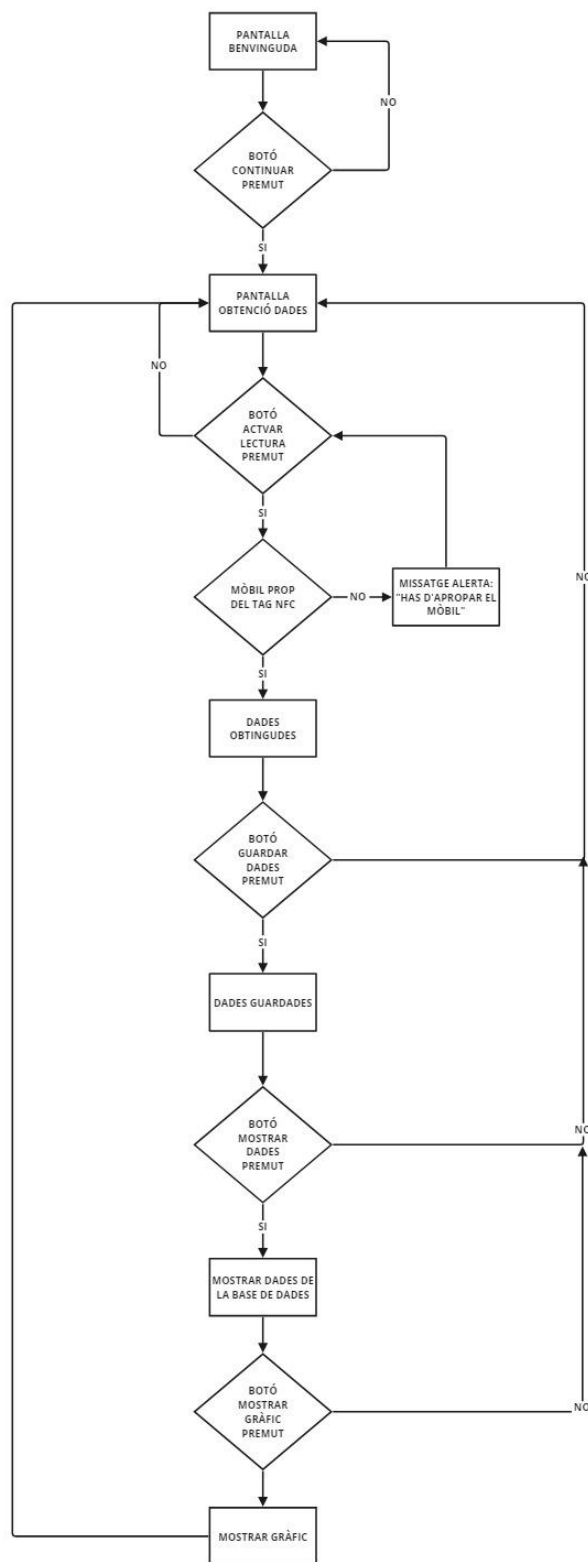 PANTALLA
BENVINGUDA
NO
BOTÓ
CONTINUAR
PREMUT
SI
PANTALLA
OBTENCIÓ DADES
NO
BOTÓ
ACTVAR
LECTURA
PREMUT
SI
MÒBIL PROP
DEL TAG NFC
NO
MISSATGE ALERTA:
"HAS D'APROPAR EL
MÒBIL"
NO
SI
DADES
OBTINGUDES
BOTÓ
GUARDAR
DADES
PREMUT
SI
DADES GUARDADES
BOTÓ
MOSTRAR
DADES
PREMUT
NO
SI
MOSTRAR DADES DE
LA BASE DE DADES
BOTÓ
MOSTRAR
GRÀFIC
PREMUT
NO
MOSTRAR GRÀFIC